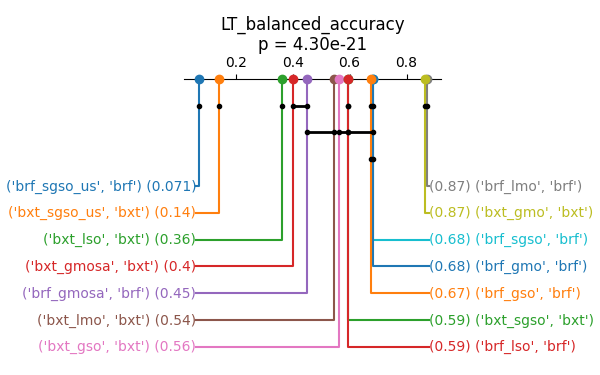 LT_balanced_accuracy
p = 4.30e-21
0.2 0.4 0.6 0.8
('brf_sgso_us', 'brf') (0.071) (0.87) ('brf_lmo', 'brf')
('bxt_sgso_us', 'bxt') (0.14) (0.87) ('bxt_gmo', 'bxt')
('bxt_lso', 'bxt') (0.36) (0.68) ('brf_sgso', 'brf')
('bxt_gmosa', 'bxt') (0.4) (0.68) ('brf_gmo', 'brf')
('brf_gmosa', 'brf') (0.45) (0.67) ('brf_gso', 'brf')
('bxt_lmo', 'bxt') (0.54) (0.59) ('bxt_sgso', 'bxt')
('bxt_gso', 'bxt') (0.56) (0.59) ('brf_lso', 'brf')